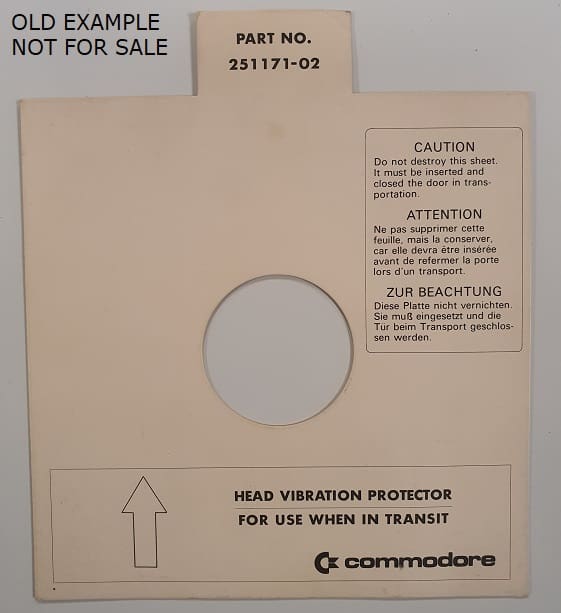 OLD EXAMPLE
NOT FOR SALE
PART NO.
251171-02
CAUTION
Do not destroy this sheet.
It must be inserted and
closed the door in trans-
portation.
ATTENTION
Ne pas supprimer cette
feuille, mais la conserver,
car elle devra être insérée
avant de refermer la porte
lors d'un transport.
ZUR BEACHTUNG
Diese Platte nicht vernichten.
Sie muß eingesetzt und die
Tür beim Transport geschlos-
sen werden.
HEAD VIBRATION PROTECTOR
FOR USE WHEN IN TRANSIT
commodore